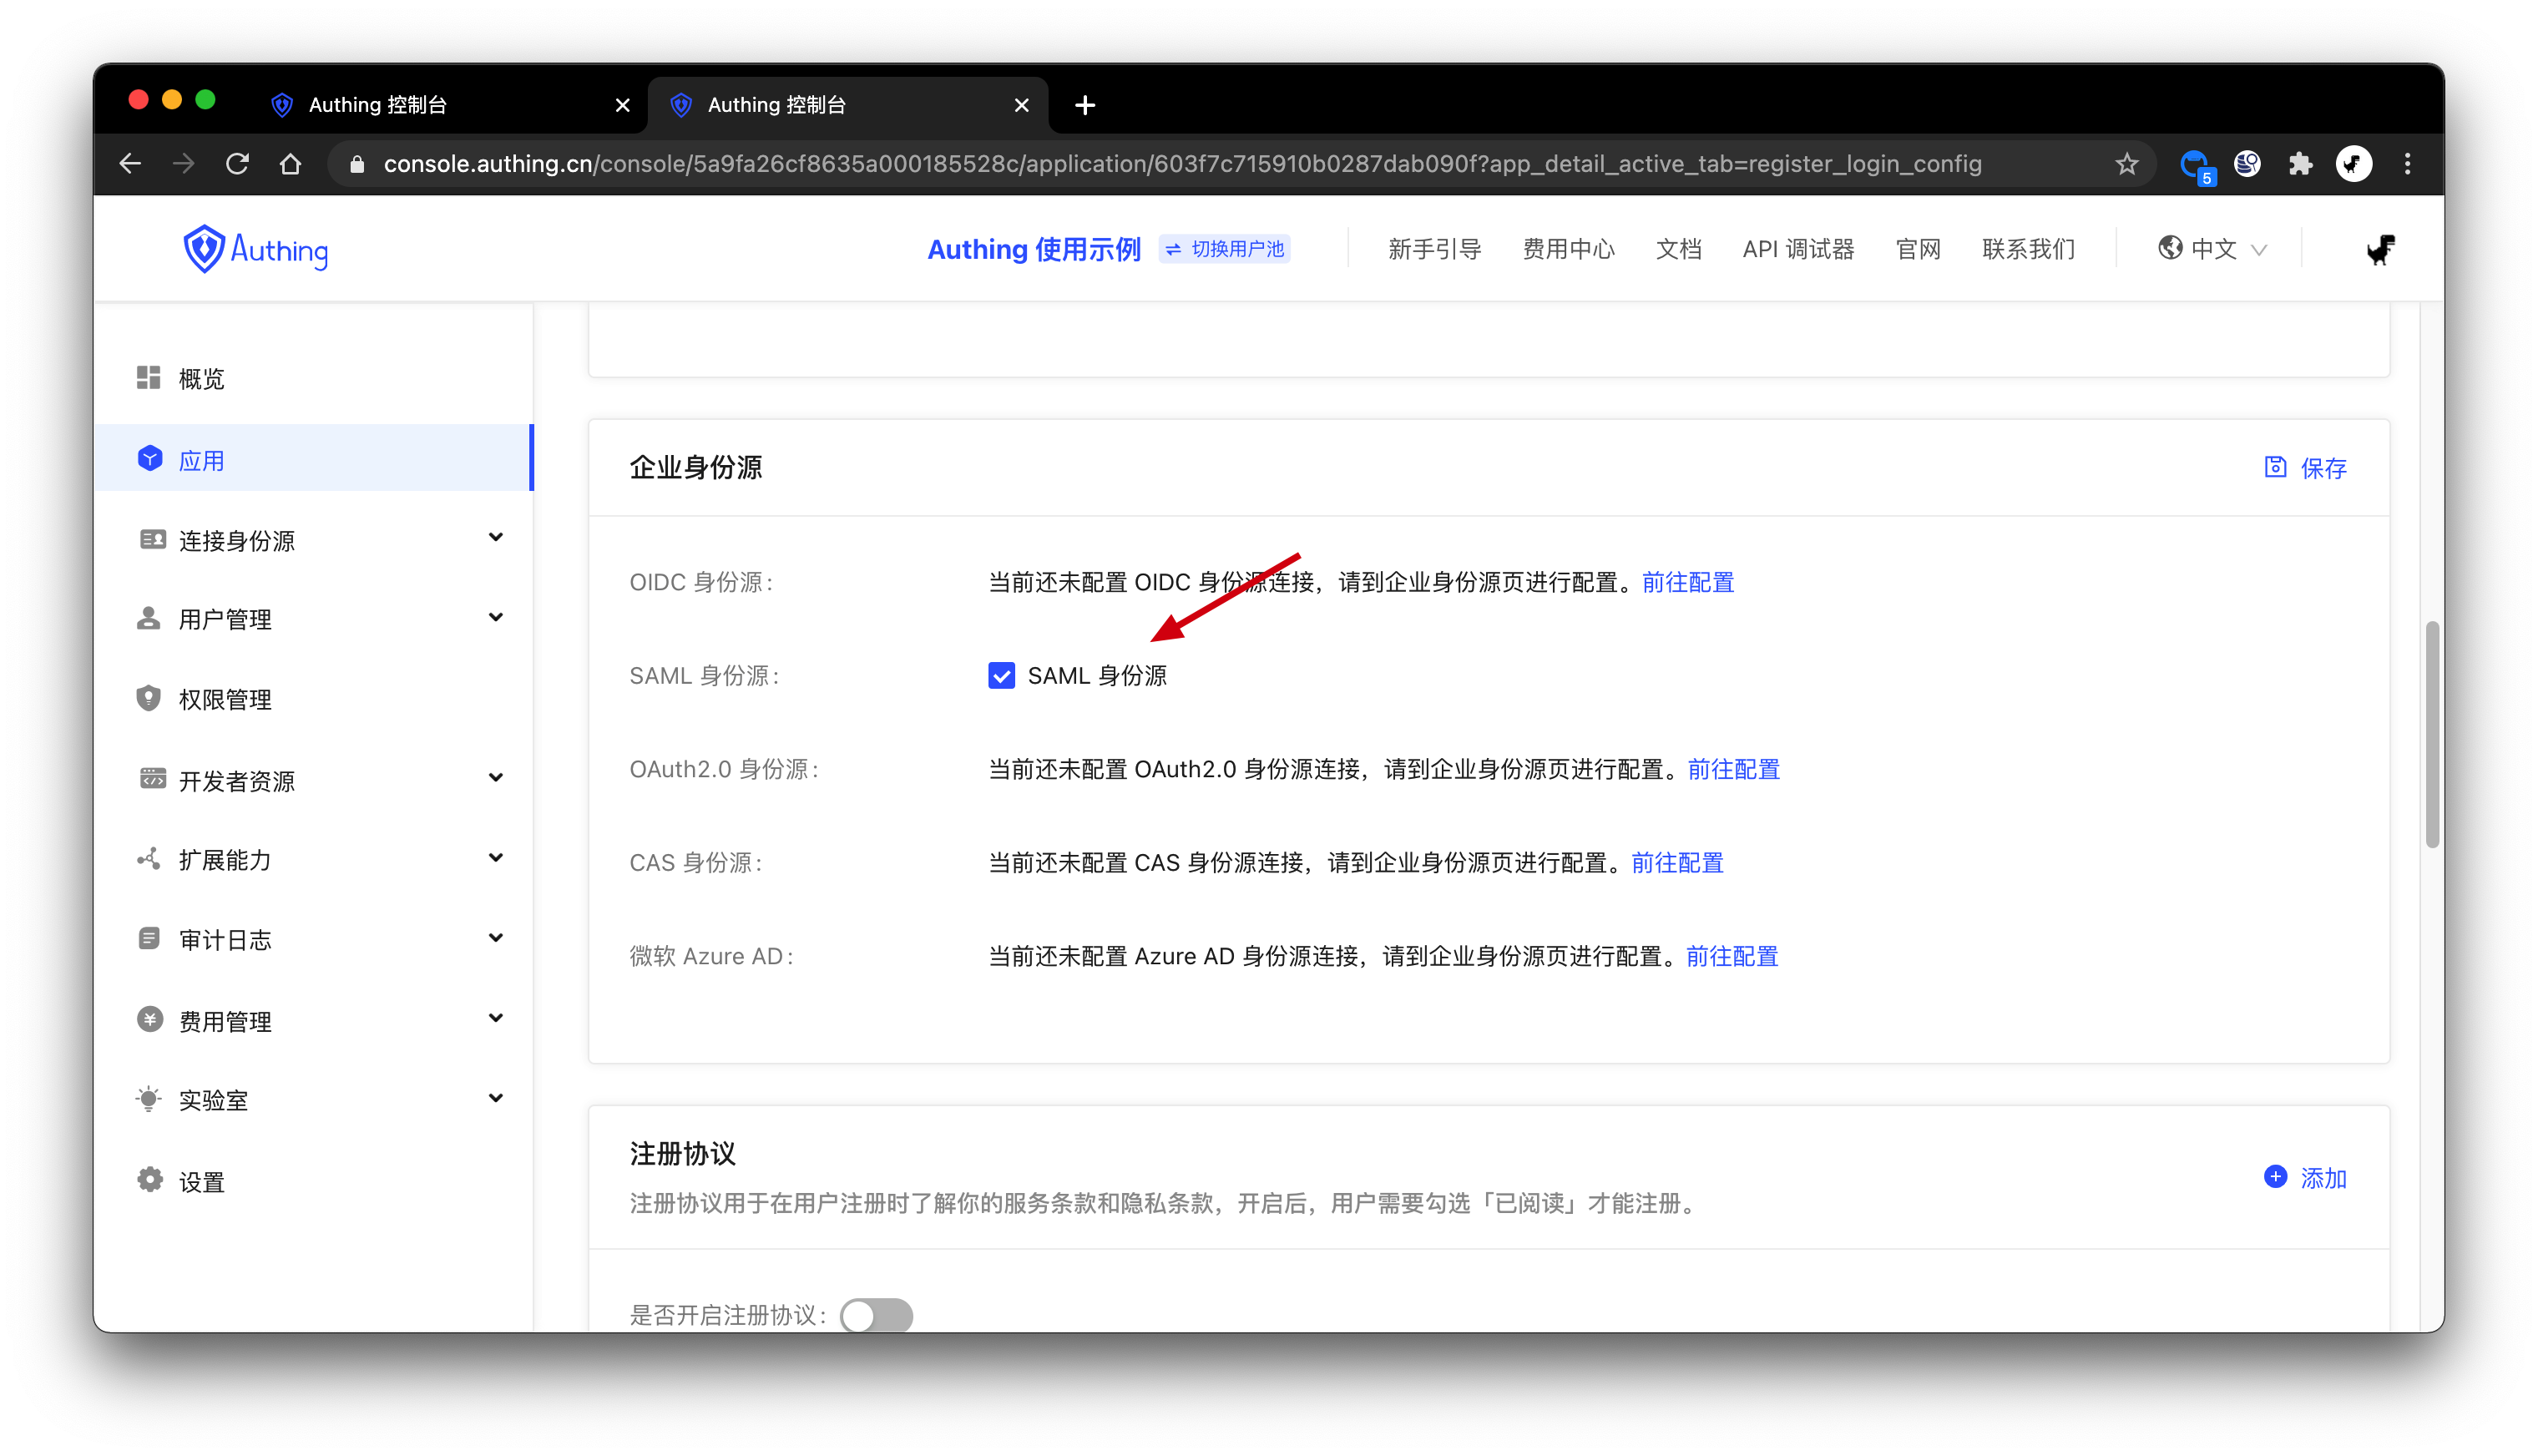 Authing 控制台
Authing 控制台
console.authing.cn/console/5a9fa26cf8635a000185528c/application/603f7c715910b0287dab090f?app_detail_active_tab=register_login_config
5
Authing
Authing 使用示例
切换用户池
新手引导
费用中心
文档
API 调试器
官网
联系我们
中文
概览
应用
连接身份源
用户管理
权限管理
开发者资源
扩展能力
审计日志
费用管理
实验室
设置
企业身份源
保存
OIDC 身份源：
当前还未配置 OIDC 身份源连接，请到企业身份源页进行配置。前往配置
SAML 身份源：
SAML 身份源
OAuth2.0 身份源：
当前还未配置 OAuth2.0 身份源连接，请到企业身份源页进行配置。前往配置
CAS 身份源：
当前还未配置 CAS 身份源连接，请到企业身份源页进行配置。前往配置
微软 Azure AD：
当前还未配置 Azure AD 身份源连接，请到企业身份源页进行配置。前往配置
注册协议
添加
注册协议用于在用户注册时了解你的服务条款和隐私条款，开启后，用户需要勾选「已阅读」才能注册。
是否开启注册协议：